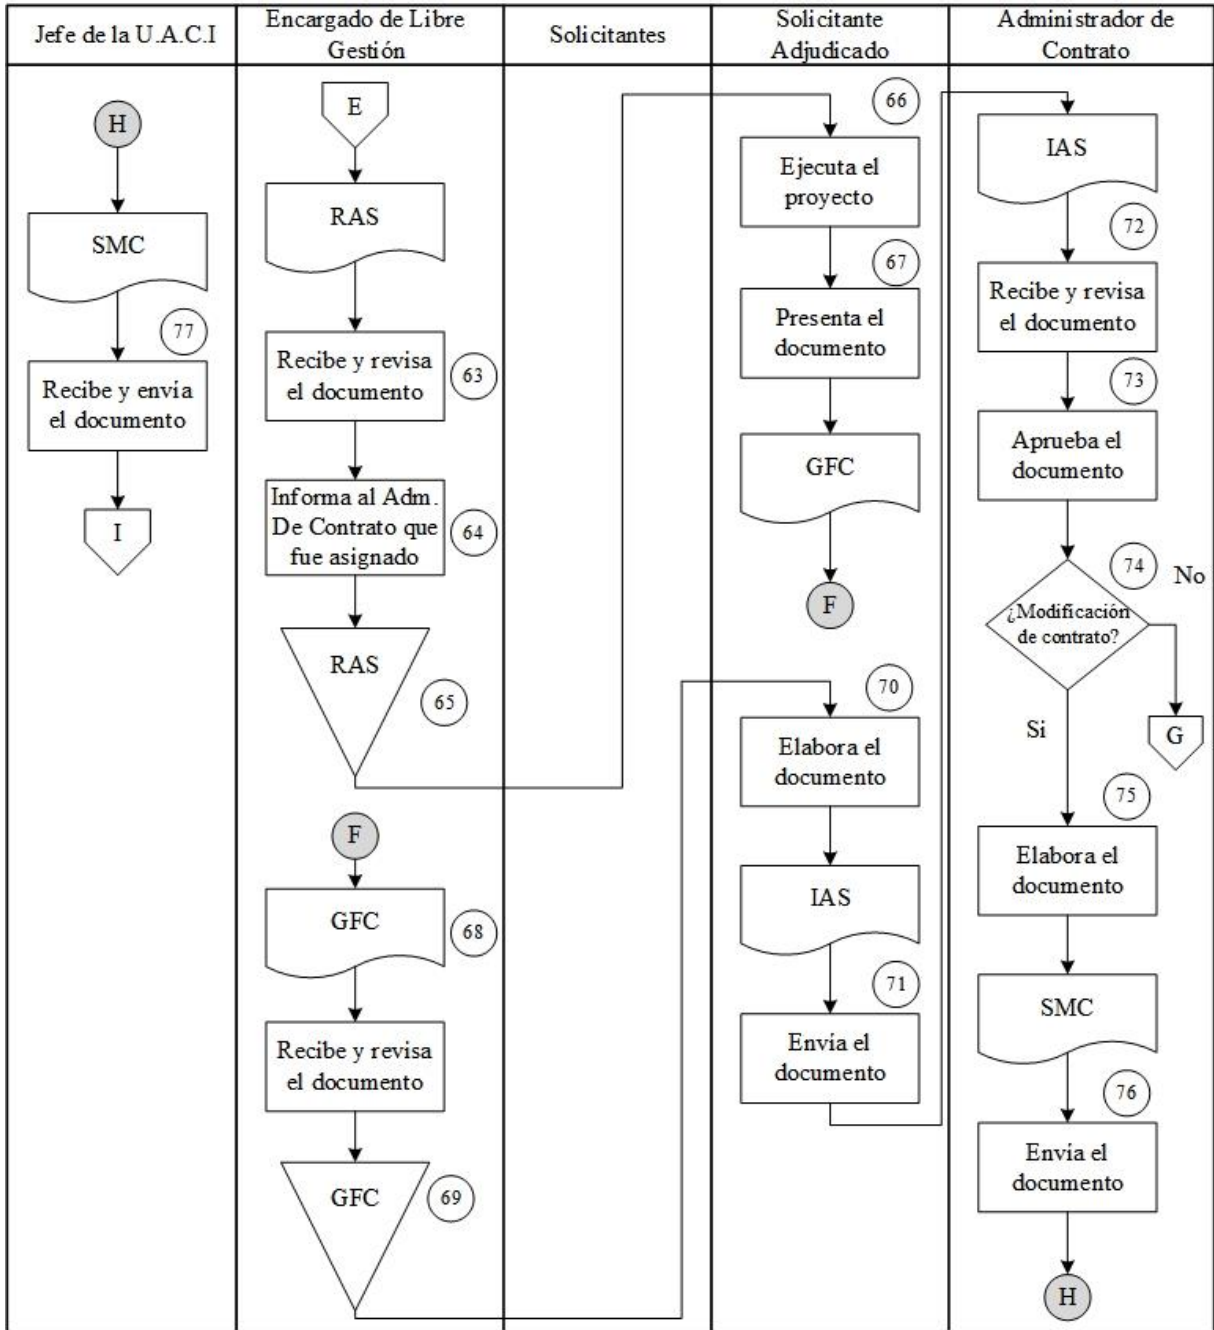 Jefe de la U.A.C.I
Encargado de Libre
Gestión
Solicitantes
Solicitante
Adjudicado
Administrador de
Contrato
H
SMC
77
Recibe y envía
el documento
I
E
RAS
Recibe y revisa
el documento
63
Informa al Adm.
De Contrato que
fue asignado
64
RAS
65
F
GFC
68
Recibe y revisa
el documento
GFC
69
66
Ejecuta el
proyecto
67
Presenta el
documento
GFC
F
70
Elabora el
documento
IAS
71
Envía el
documento
IAS
72
Recibe y revisa
el documento
73
Aprueba el
documento
74
No
¿Modificación
de contrato?
Si
G
75
Elabora el
documento
SMC
76
Envía el
documento
H